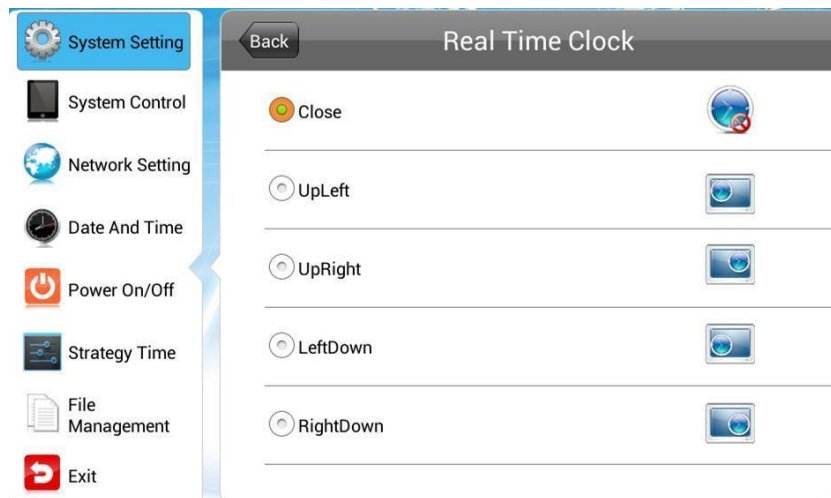 System Setting
System Control
Network Setting
Date And Time
Power On/Off
Strategy Time
File
Management
Exit
Back
Real Time Clock
Close
UpLeft
UpRight
LeftDown
RightDown